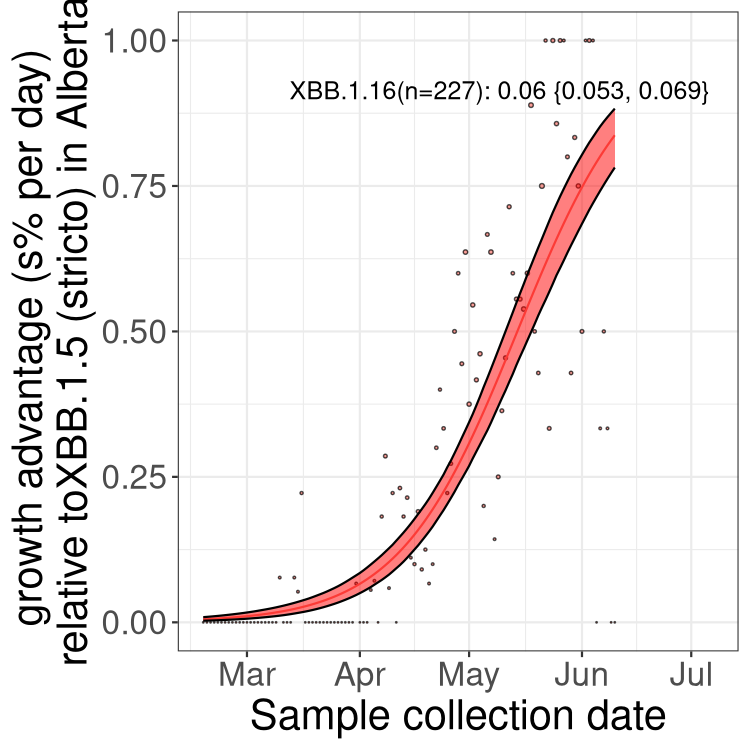 growth advantage (s% per day)
relative toXBB.1.5 (stricto) in Alberta
1.00
0.75
0.50
0.25
0.00
XBB.1.16(n=227): 0.06 {0.053, 0.069}
Mar Apr May Jun Jul
Sample collection date